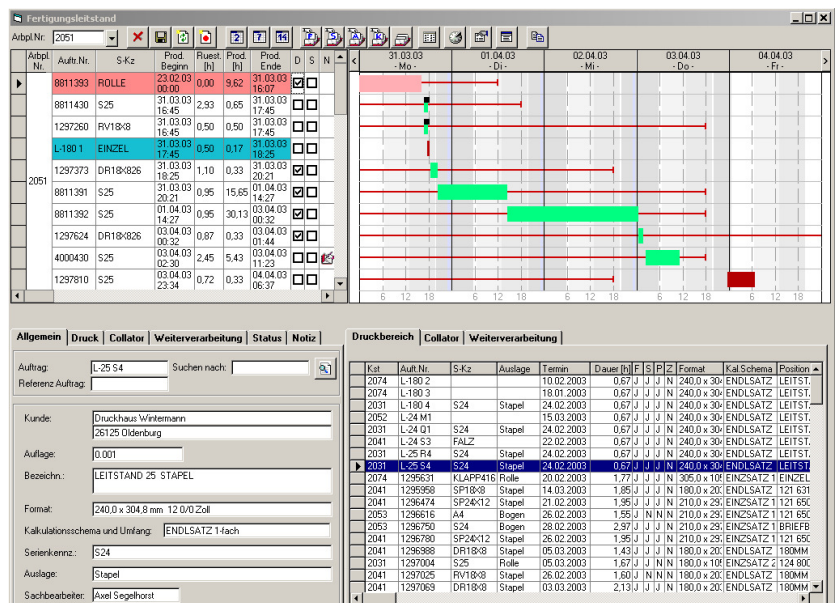 Fertigungsleitstand
Arbpl.Nr. 2051 2 7 14
Arbpl. Nr. Auftr.Nr. S-Kz Prod. Beginn Ruest. [h] Prod. [h] Prod. Ende D S N
31.03.03 - Mo - 01.04.03 - Di - 02.04.03 - Mi - 03.04.03 - Do - 04.04.03 - Fr -
2051
8811393 ROLLE 23.02.03 00:00 0,00 9,62 31.03.03 16:07
8811430 S25 31.03.03 16:45 2,93 0,65 31.03.03 17:45
1297260 RV18X8 31.03.03 16:45 0,50 0,50 31.03.03 17:45
L-180 1 EINZEL 31.03.03 17:45 0,50 0,17 31.03.03 18:25
1297373 DR18X826 31.03.03 18:25 1,10 0,33 31.03.03 20:21
8811391 S25 31.03.03 20:21 0,95 15,65 01.04.03 14:27
8811392 S25 01.04.03 14:27 0,95 30,13 03.04.03 00:32
1297624 DR18X826 03.04.03 00:32 0,87 0,33 03.04.03 01:44
4000430 S25 03.04.03 02:30 2,45 5,43 03.04.03 11:23
1297810 S25 03.04.03 23:34 0,72 0,33 04.04.03 06:37
6 12 18 6 12 18 6 12 18 6 12 18 6 12 18
Allgemein Druck Collator Weiterverarbeitung Status Notiz
Auftrag: L-25 S4 Suchen nach:
Referenz Auftrag:
Kunde: Druckhaus Wintermann
26125 Oldenburg
Auflage: 0.001
Bezeichn.: LEITSTAND 25 STAPEL
Format: 240,0 x 304,8 mm 12 0/0 Zoll
Kalkulationsschema und Umfang: ENDLSATZ 1-fach
Serienkennz.: S24
Auslage: Stapel
Sachbearbeiter: Axel Segelhorst
Druckbereich Collator Weiterverarbeitung
Kst Auft.Nr. S-Kz Auslage Termin Dauer [h] F S P Z Format Kal.Schema Position
2074 L-180 2 10.02.2003 0,67 J J J N 240,0 x 30 ENDLSATZ LEITST.
2074 L-180 3 18.01.2003 0,67 J J J N 240,0 x 30 ENDLSATZ LEITST.
2031 L-180 4 S24 Stapel 24.02.2003 0,67 J J J N 240,0 x 30 ENDLSATZ LEITST.
2052 L-24 M1 15.03.2003 0,67 J J J N 240,0 x 30 ENDLSATZ LEITST.
2031 L-24 Q1 S24 Stapel 24.02.2003 0,67 J J J N 240,0 x 30 ENDLSATZ LEITST.
2041 L-24 S3 FALZ 22.02.2003 0,67 J J J N 240,0 x 30 ENDLSATZ LEITST.
2031 L-25 R4 S24 Stapel 24.02.2003 0,67 J J J N 240,0 x 30 ENDLSATZ LEITST.
2031 L-25 S4 S24 Stapel 24.02.2003 0,67 J J J N 240,0 x 30 ENDLSATZ LEITST.
2074 1295631 KLAPP416 Rolle 20.02.2003 1,77 J J J N 305,0 x 10 EINZSATZ 1 EINZEL
2041 1295958 SP18X8 Stapel 14.03.2003 1,85 J J J N 180,0 x 20 ENDLSATZ 121 631
2041 1296474 SP24X12 Stapel 21.02.2003 1,95 J J J N 210,0 x 29 EINZSATZ 1 121 650
2053 1296616 A4 Bogen 26.02.2003 1,55 J N N N 210,0 x 29 EINZSATZ 1 121 650
2053 1296750 S24 Bogen 28.02.2003 2,97 J J J N 210,0 x 29 EINZSATZ 1 BRIEFB
2041 1296780 SP24X12 Stapel 26.02.2003 1,95 J J J N 210,0 x 29 EINZSATZ 1 121 650
2041 1296988 DR18X8 Stapel 05.03.2003 1,43 J J J N 180,0 x 20 ENDLSATZ 180MM
2031 1297004 S25 Rolle 05.03.2003 1,67 J J N N 180,0 x 10 EINZSATZ 2 124 800
2041 1297025 RV18X8 Stapel 26.02.2003 1,60 J N N N 180,0 x 20 ENDLSATZ 180MM
2041 1297069 DR18X8 Stapel 03.03.2003 2,13 J J J N 180,0 x 20 ENDLSATZ 180MM